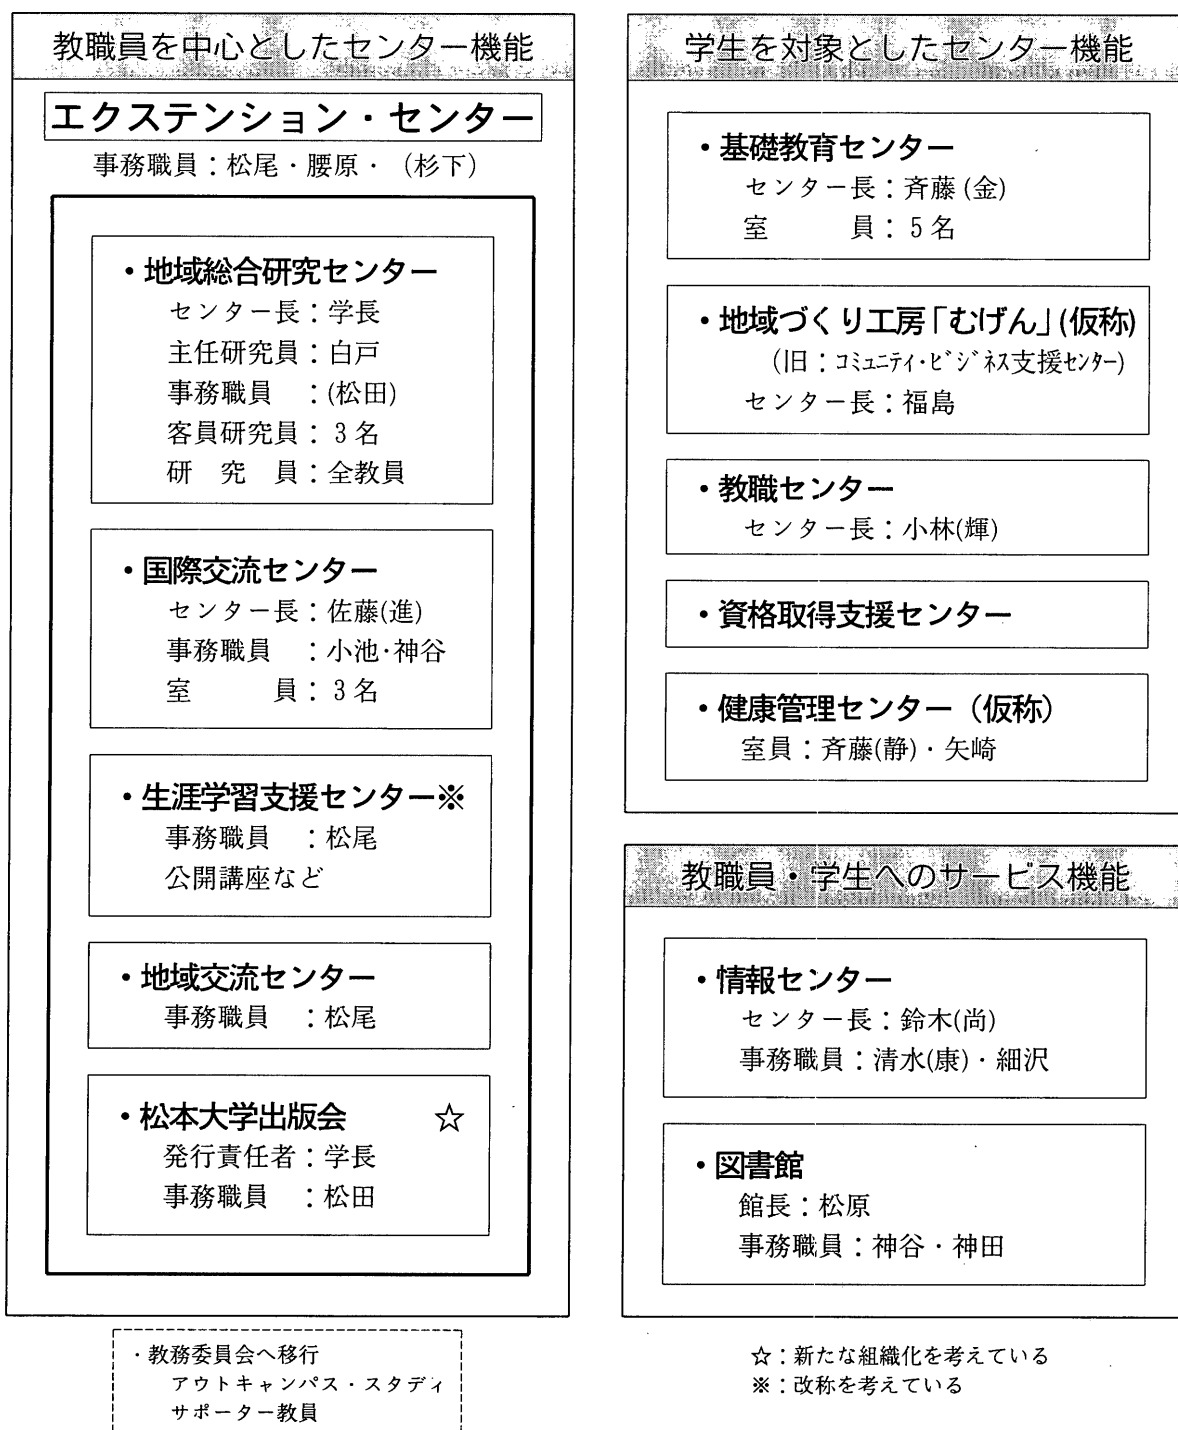 教職員を中心としたセンター機能
エクステンション・センター
事務職員：松尾・腰原・（杉下）
・地域総合研究センター
センター長：学長
主任研究員：白戸
事務職員　：(松田)
客員研究員：3名
研　究　員：全教員
・国際交流センター
センター長：佐藤(進)
事務職員　：小池・神谷
室　　　員：3名
・生涯学習支援センター※
事務職員　：松尾
公開講座など
・地域交流センター
事務職員　：松尾
・松本大学出版会　　☆
発行責任者：学長
事務職員　：松田
・教務委員会へ移行
アウトキャンパス・スタディ
サポーター教員
学生を対象としたセンター機能
・基礎教育センター
センター長：斉藤(金)
室　　　員：5名
・地域づくり工房「むげん」(仮称)
(旧：コミュニティ・ビジネス支援センター)
センター長：福島
・教職センター
センター長：小林(輝)
・資格取得支援センター
・健康管理センター（仮称）
室員：斉藤(静)・矢崎
教職員・学生へのサービス機能
・情報センター
センター長：鈴木(尚)
事務職員：清水(康)・細沢
・図書館
館長：松原
事務職員：神谷・神田
☆：新たな組織化を考えている
※：改称を考えている